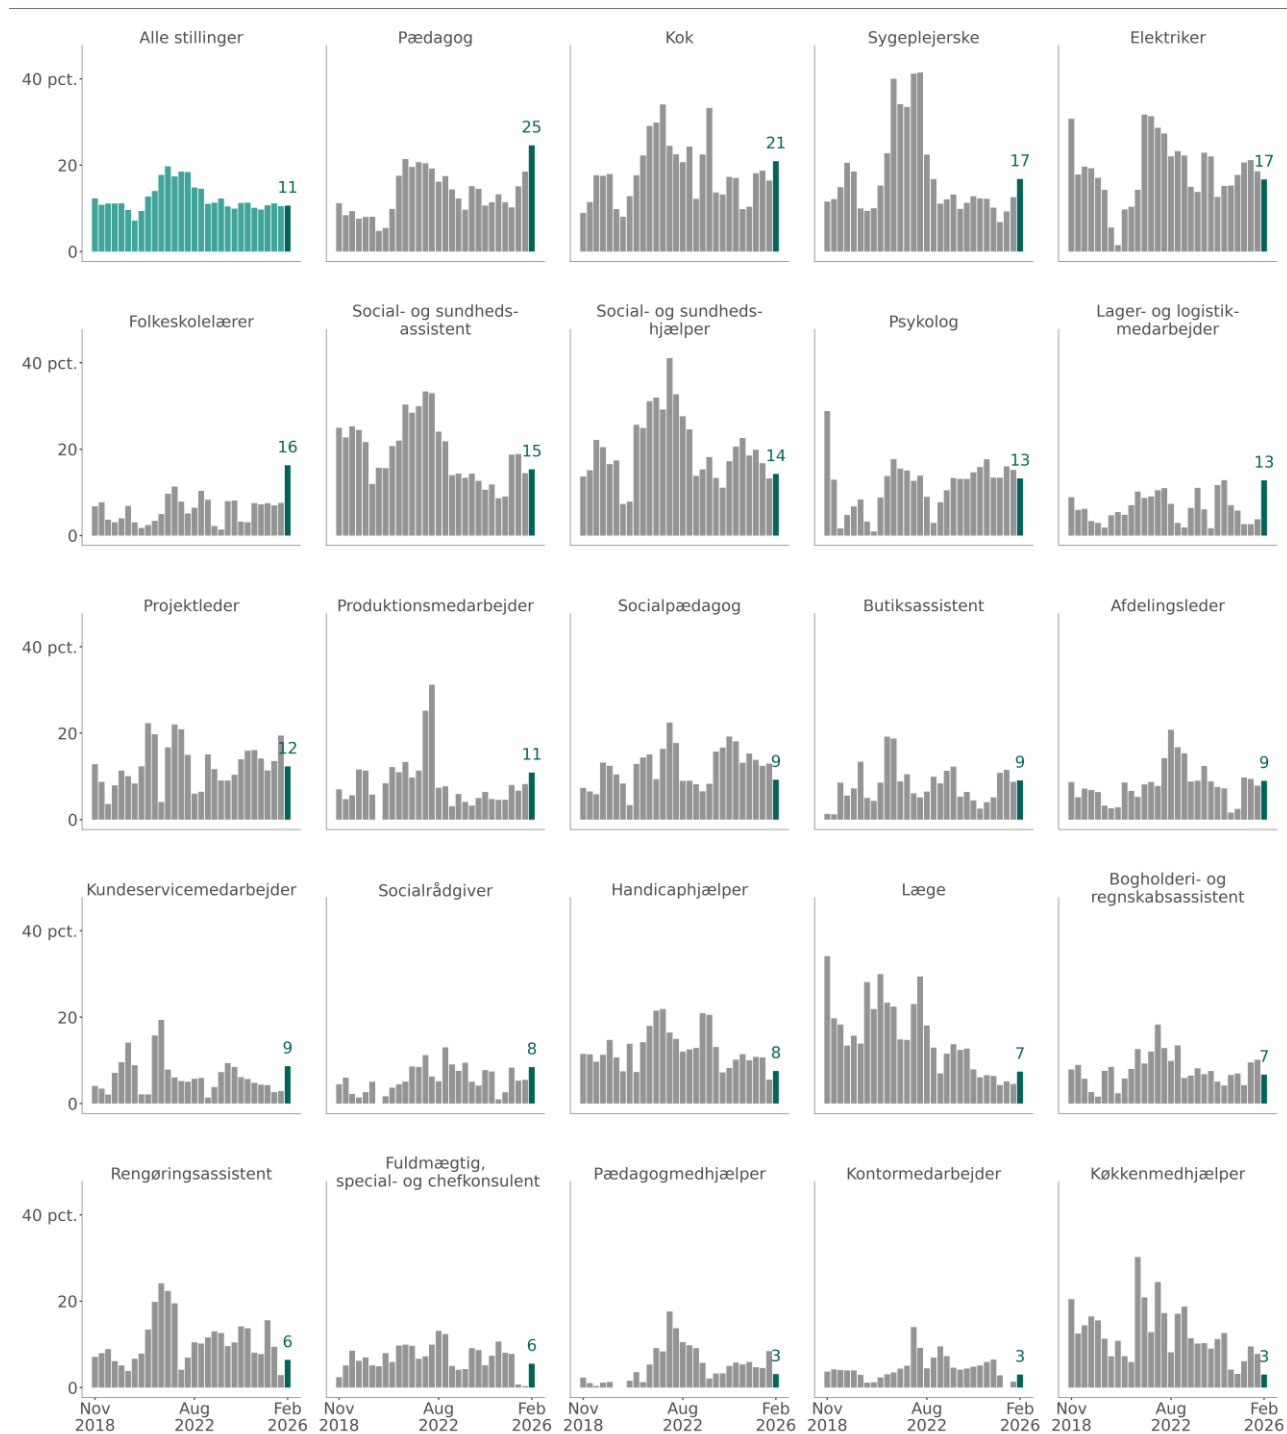 Alle stillinger
Pædagog
Kok
Sygeplejerske
Elektriker
40 pct.
20
0
11
25
21
17
17
Folkeskolelærer
Social- og sundheds-
assistent
Social- og sundheds-
hjælper
Psykolog
Lager- og logistik-
medarbejder
40 pct.
20
0
16
15
14
13
13
Projektleder
Produktionsmedarbejder
Socialpædagog
Butiksassistent
Afdelingsleder
40 pct.
20
0
12
11
9
9
9
Kundeservicemedarbejder
Socialrådgiver
Handicaphjælper
Læge
Bogholderi- og
regnskabsassistent
40 pct.
20
0
9
8
8
7
7
Rengøringsassistent
Fuldmægtig,
special- og chefkonsulent
Pædagogmedhjælper
Kontormedarbejder
Køkkenmedhjælper
40 pct.
20
0
6
6
3
3
3
Nov
2018
Aug
2022
Feb
2026
Nov
2018
Aug
2022
Feb
2026
Nov
2018
Aug
2022
Feb
2026
Nov
2018
Aug
2022
Feb
2026
Nov
2018
Aug
2022
Feb
2026